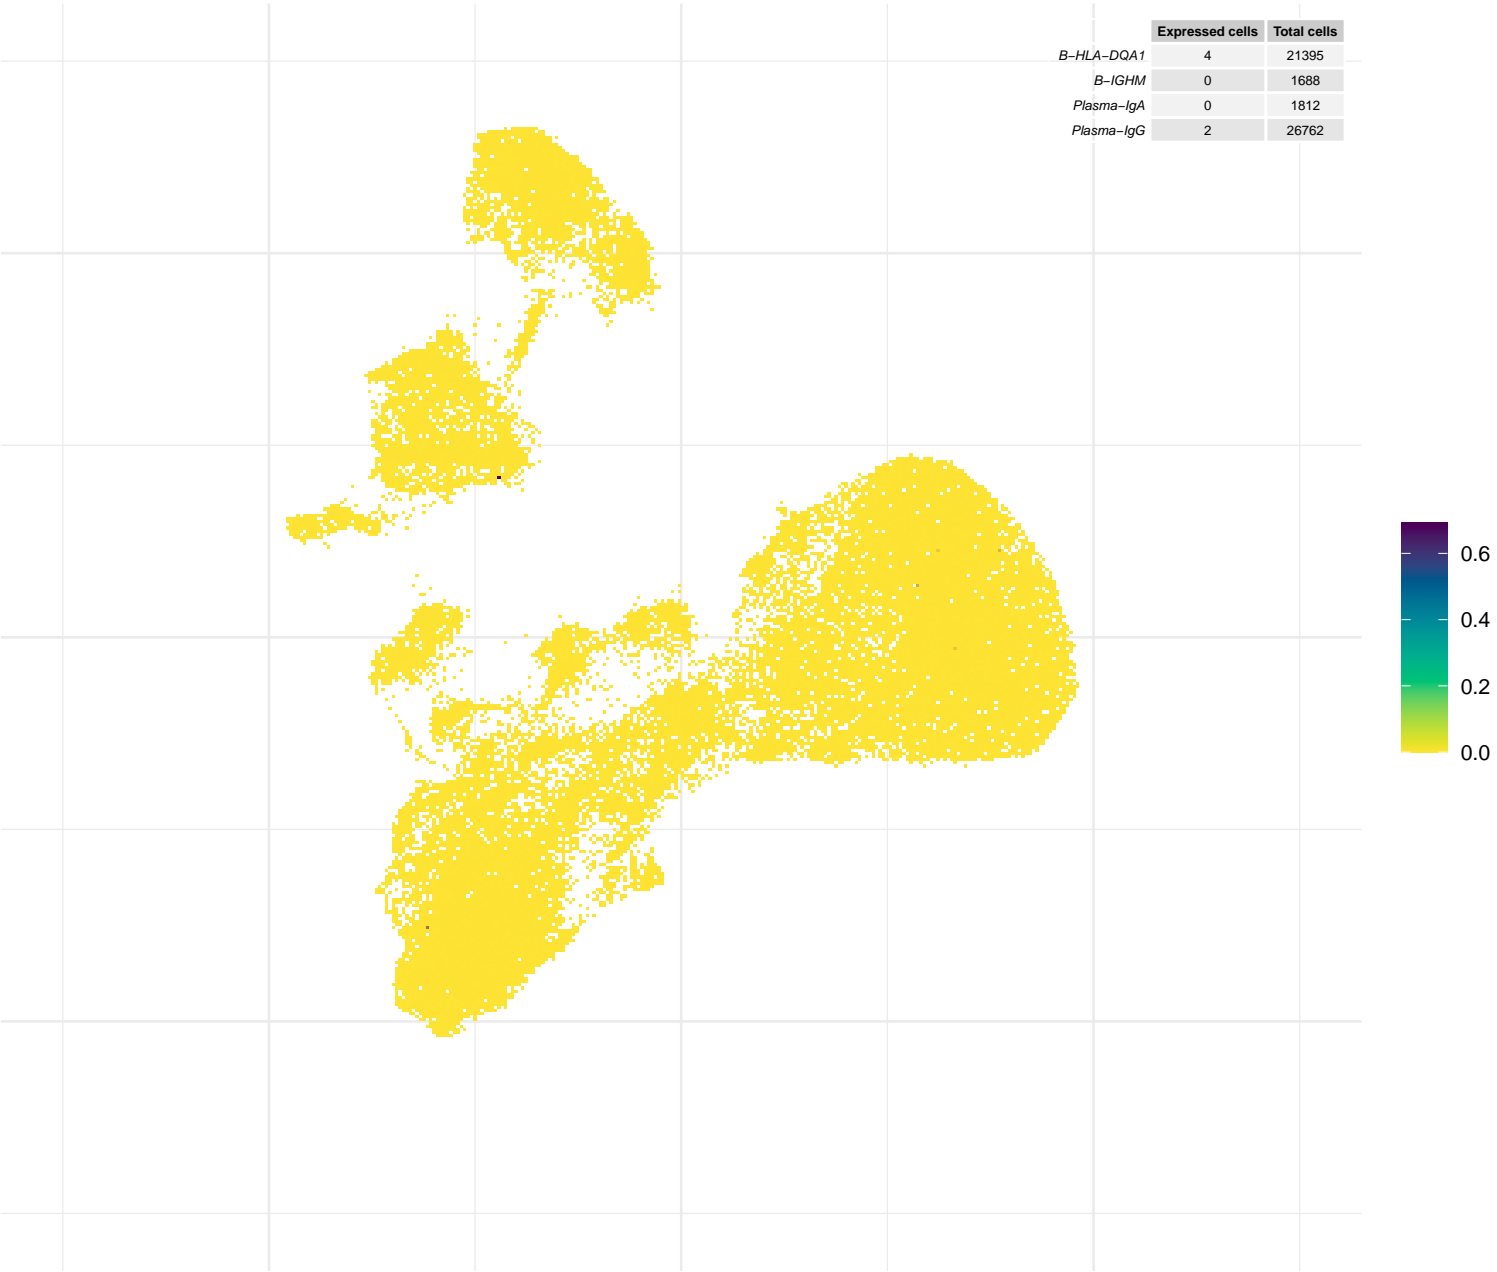 Expressed cells Total cells
B−HLA−DQA1 4 21395
B−IGHM 0 1688
Plasma−IgA 0 1812
Plasma−IgG 2 26762
0.6
0.4
0.2
0.0